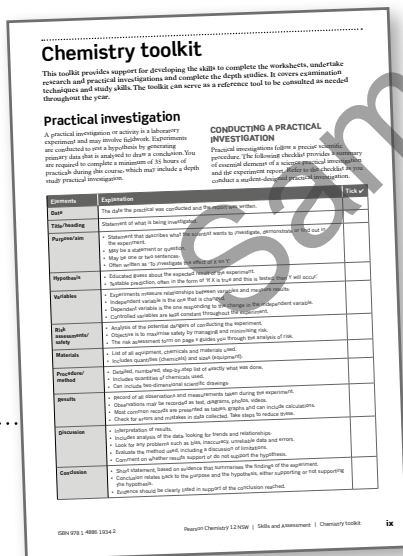 Chemistry toolkit
This toolkit provides support for developing the skills to complete the worksheets, undertake
research and practical investigations and complete the depth studies. It covers examination
techniques and study skills. The toolkit can serve as a reference tool to be consulted as needed
throughout the year.
Practical investigation
A practical investigation or activity is a laboratory
experiment and may involve fieldwork. Experiments
are conducted to test a hypothesis by generating
primary data that is analysed to draw a conclusion. You
are required to complete a minimum of 35 hours of
practicals during this course, which may include a depth
study practical investigation.
CONDUCTING A PRACTICAL
INVESTIGATION
Practical investigations follow a precise scientific
procedure. The following checklist provides a summary
of essential elements of a science practical investigation
and the experiment report. Refer to the checklist as you
conduct a student-designed practical investigation.
Elements Explanation Tick ✓
Date The date the practical was conducted and the report was written.
Title/heading Statement of what is being investigated.
Purpose/aim • Statement that describes what the scientist wants to investigate, demonstrate or find out in
the experiment.
• May be a statement or question.
• May be one or two sentences.
• Often written as 'To investigate the effect of X on Y'.
Hypothesis • Educated guess about the expected result of the experiment.
• Testable prediction, often in the form of 'If X is true and this is tested, then Y will occur.'
Variables • Experiments measure relationships between variables and measure results.
• Independent variable is the one that is changed.
• Dependent variable is the one responding to the change in the independent variable.
• Controlled variables are kept constant throughout the experiment.
Risk
assessments/
safety • Analysis of the potential dangers of conducting the experiment.
• Objective is to maximise safety by managing and minimising risk.
• The risk assessment form on page x guides you through the analysis of risk.
Materials • List of all equipment, chemicals and materials used.
• Includes quantities (chemicals) and sizes (equipment).
Procedure/
method • Detailed, numbered, step-by-step list of exactly what was done.
• Includes quantities of chemicals used.
• Can include two-dimensional scientific drawings.
Results • Record of all observations and measurements taken during the experiment.
• Observations may be recorded as text, diagrams, photos, videos.
• Most common records are presented as tables, graphs and can include calculations.
• Check for errors and mistakes in data collected. Take steps to reduce these.
Discussion • Interpretation of results.
• Includes analysis of the data, looking for trends and relationships.
• Look for any problems such as bias, inaccuracy, unreliable data and errors.
• Evaluate the method used, including a discussion of limitations.
• Comment on whether results support or do not support the hypothesis.
Conclusion • Short statement, based on evidence that summarises the findings of the experiment.
• Conclusion relates back to the purpose and the hypothesis, either supporting or not supporting
the hypothesis.
• Evidence should be clearly listed in support of the conclusion reached.
ISBN 978 1 4886 1934 2 Pearson Chemistry 12 NSW | Skills and Assessment | Chemistry toolkit ix
Sam